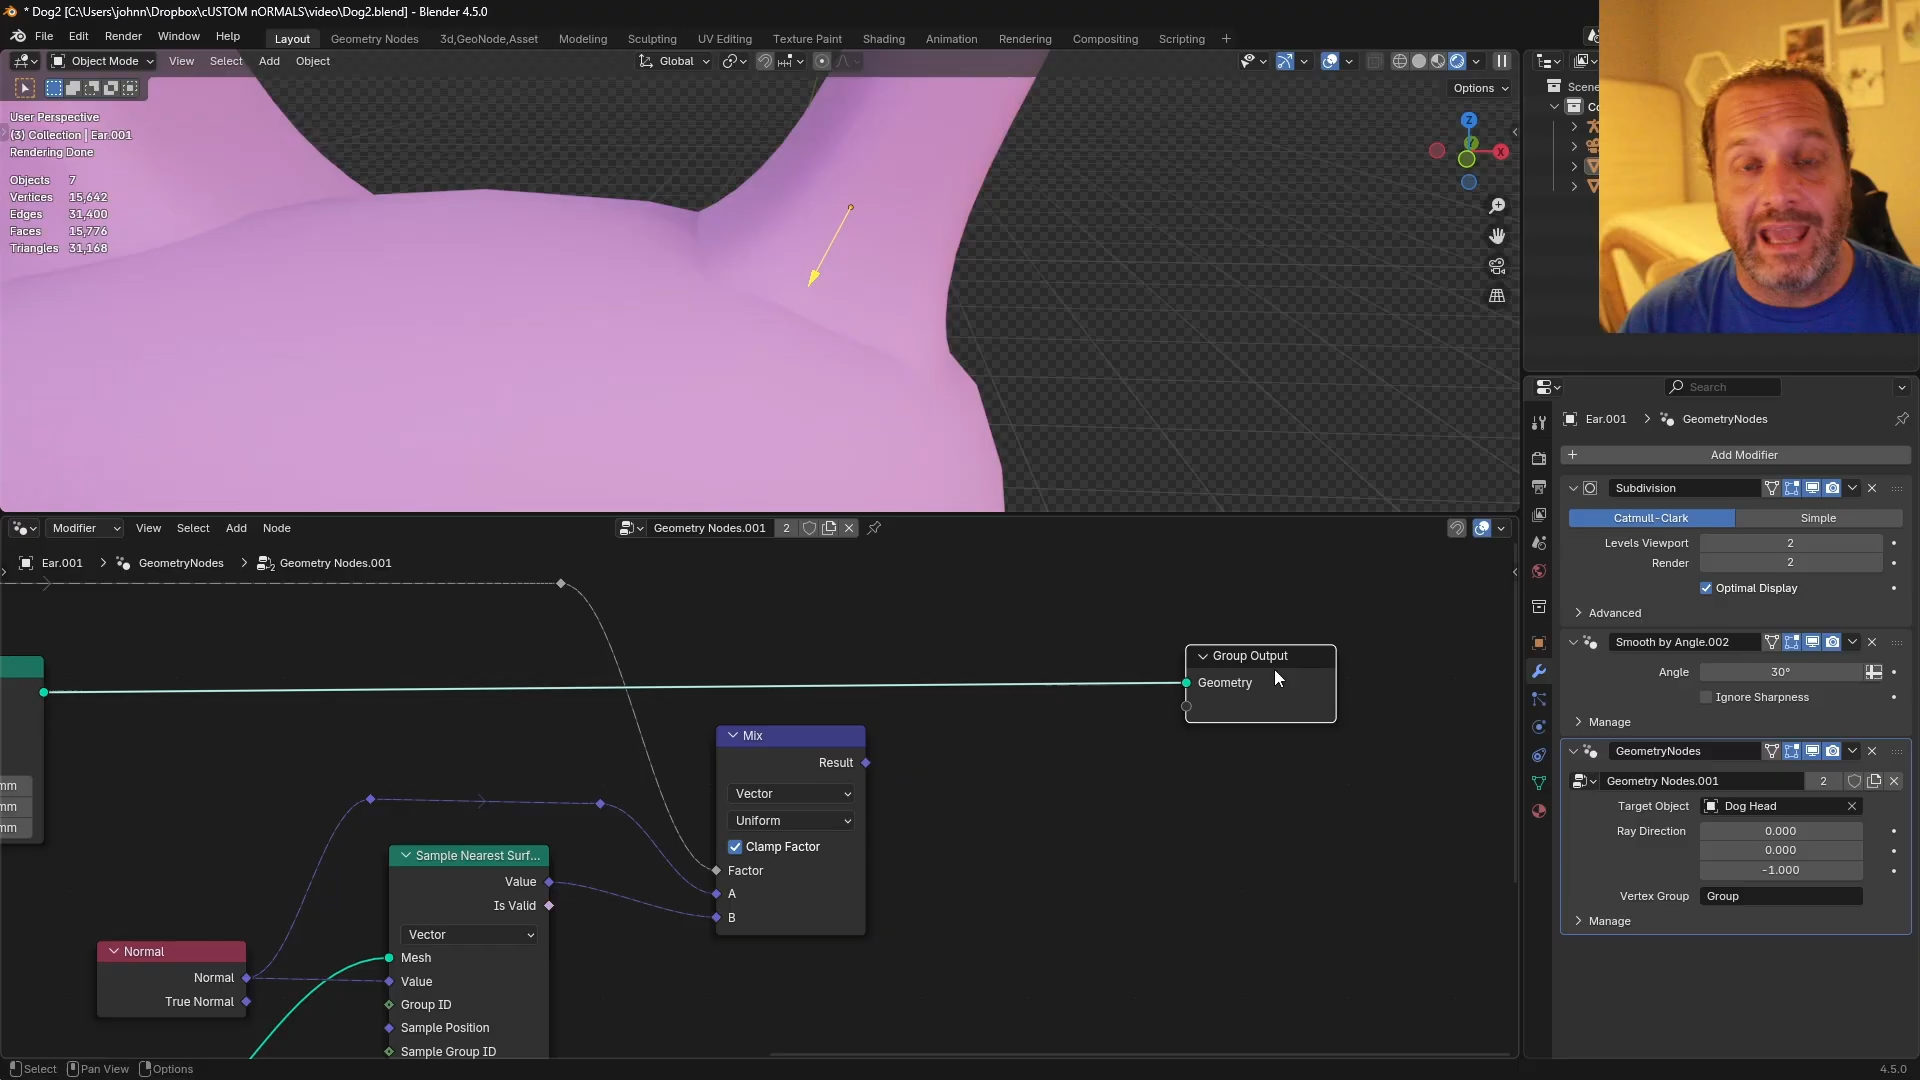 * Dog2 [C:\Users\johnn\Dropbox\cUSTOM nORMALS\video\Dog2.blend] - Blender 4.5.0
File Edit Render Window Help Layout Geometry Nodes 3d,GeoNode,Asset Modeling Sculpting UV Editing Texture Paint Shading Animation Rendering Compositing Scripting +
Object Mode View Select Add Object Global
Options
User Perspective
(3) Collection | Ear.001
Rendering Done
Objects 7
Vertices 15,642
Edges 31,400
Faces 15,776
Triangles 31,168
Z
X
Scene
Co
Search
Ear.001 > GeometryNodes
+ Add Modifier
Subdivision
Catmull-Clark Simple
Levels Viewport 2
Render 2
Optimal Display
Advanced
Smooth by Angle.002
Angle 30°
Ignore Sharpness
Manage
GeometryNodes
Geometry Nodes.001 2
Target Object Dog Head
Ray Direction 0.000
0.000
-1.000
Vertex Group Group
Manage
Modifier View Select Add Node Geometry Nodes.001 2
Ear.001 > GeometryNodes > Geometry Nodes.001
Group Output
Geometry
Mix
Result
Vector
Uniform
Clamp Factor
Factor
A
B
mm
mm
mm
Sample Nearest Surf...
Value
Is Valid
Vector
Mesh
Value
Group ID
Sample Position
Sample Group ID
Normal
Normal
True Normal
Select Pan View Options 4.5.0